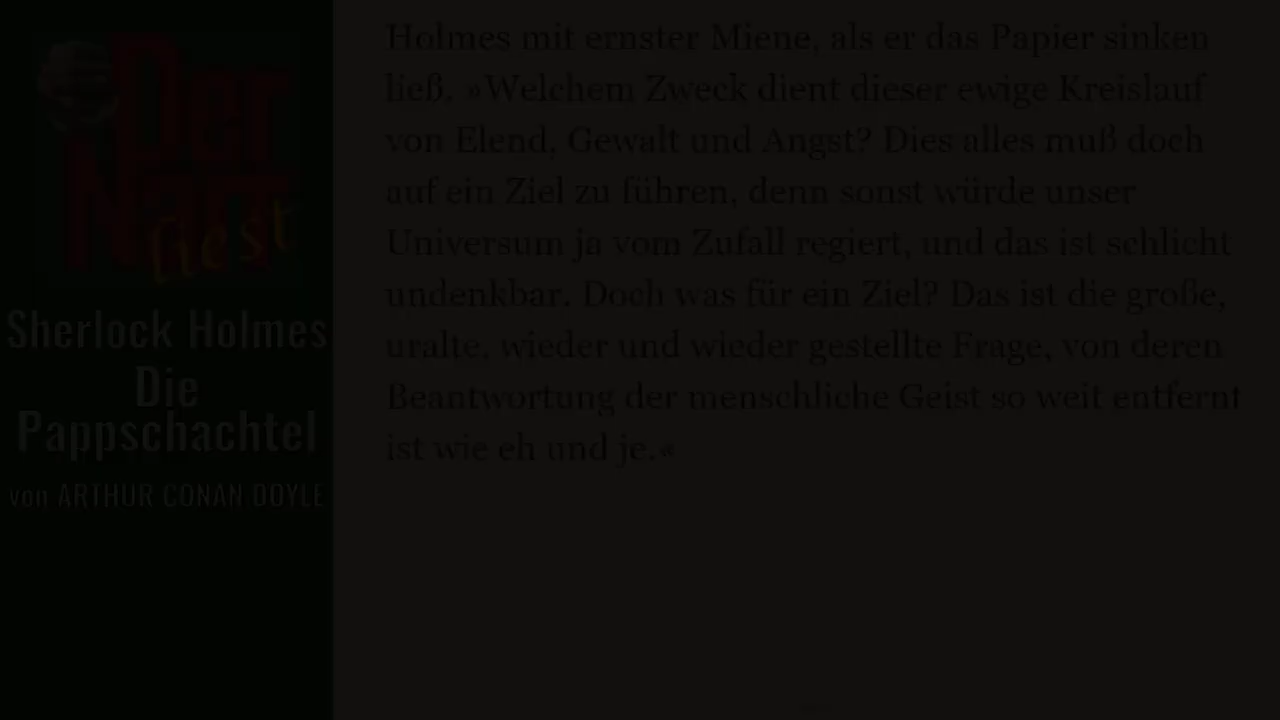 Der
Narr
liest
Sherlock Holmes
Die
Pappschachtel
von ARTHUR CONAN DOYLE
Holmes mit ernster Miene, als er das Papier sinken
ließ. »Welchem Zweck dient dieser ewige Kreislauf
von Elend, Gewalt und Angst? Dies alles muß doch
auf ein Ziel zu führen, denn sonst würde unser
Universum ja vom Zufall regiert, und das ist schlicht
undenkbar. Doch was für ein Ziel? Das ist die große,
uralte, wieder und wieder gestellte Frage, von deren
Beantwortung der menschliche Geist so weit entfernt
ist wie eh und je.«